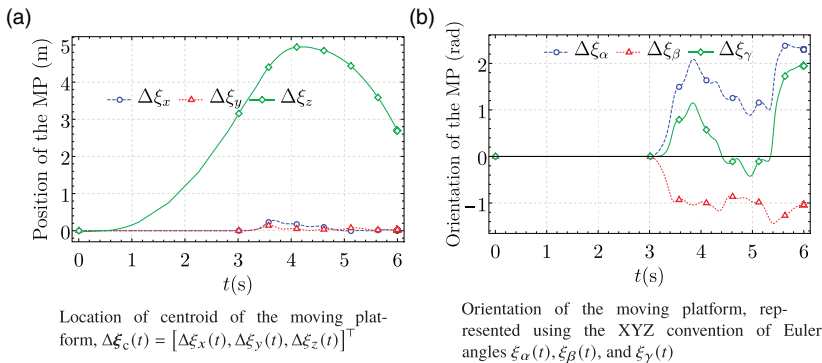 (a)
Position of the MP (m)
5
4
3
2
1
0
Δξx
Δξy
Δξz
0 1 2 3 4 5 6
t(s)
Location of centroid of the moving plat-
form, Δξc(t) = [Δξx(t), Δξy(t), Δξz(t)]⊤
(b)
Orientation of the MP (rad)
2
1
0
-1
Δξα
Δξβ
Δξγ
0 1 2 3 4 5 6
t(s)
Orientation of the moving platform, rep-
resented using the XYZ convention of Euler
angles ξα(t), ξβ(t), and ξγ(t)